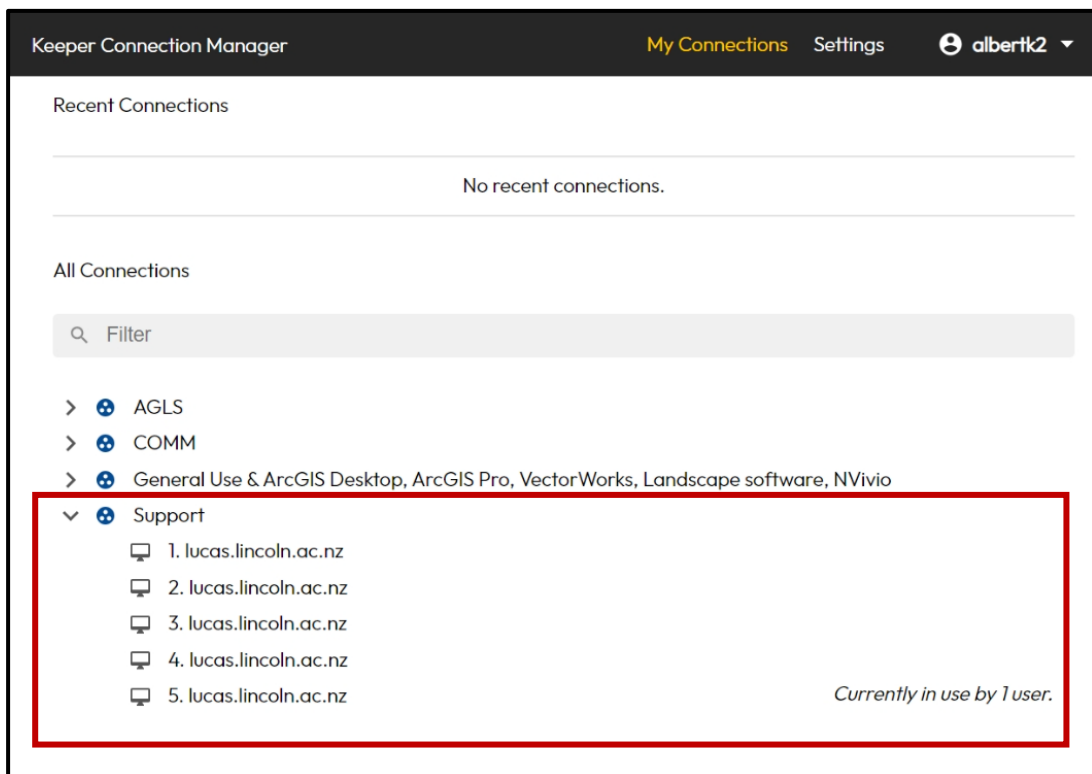 Keeper Connection Manager My Connections Settings albertk2
Recent Connections
No recent connections.
All Connections
Filter
AGLS
COMM
General Use & ArcGIS Desktop, ArcGIS Pro, VectorWorks, Landscape software, NVivio
Support
1. lucas.lincoln.ac.nz
2. lucas.lincoln.ac.nz
3. lucas.lincoln.ac.nz
4. lucas.lincoln.ac.nz
5. lucas.lincoln.ac.nz Currently in use by 1 user.